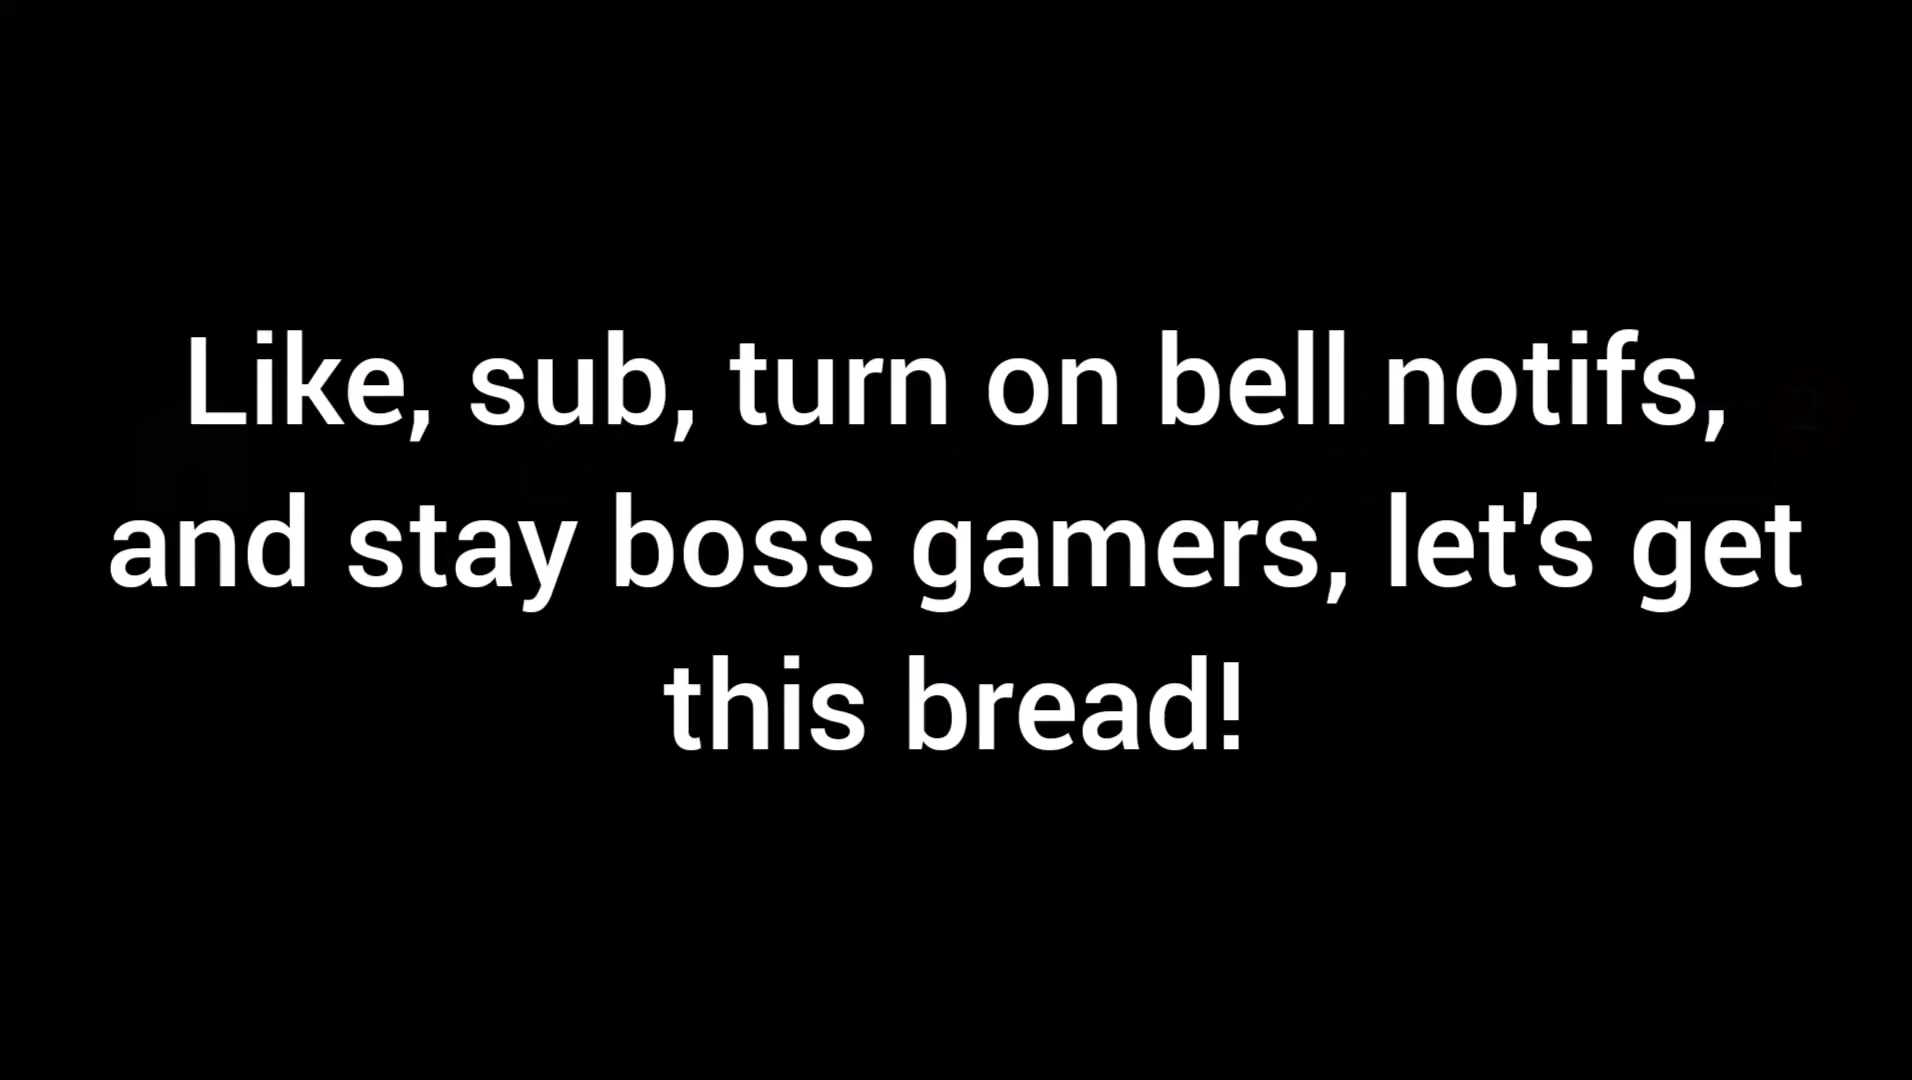 Like, sub, turn on bell notifs,
and stay boss gamers, let's get
this bread!